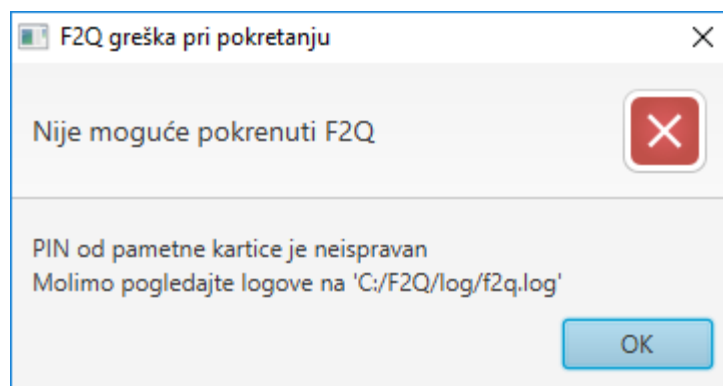 F2Q greška pri pokretanju
Nije moguće pokrenuti F2Q
PIN od pametne kartice je neispravan
Molimo pogledajte logove na 'C:/F2Q/log/f2q.log'
OK